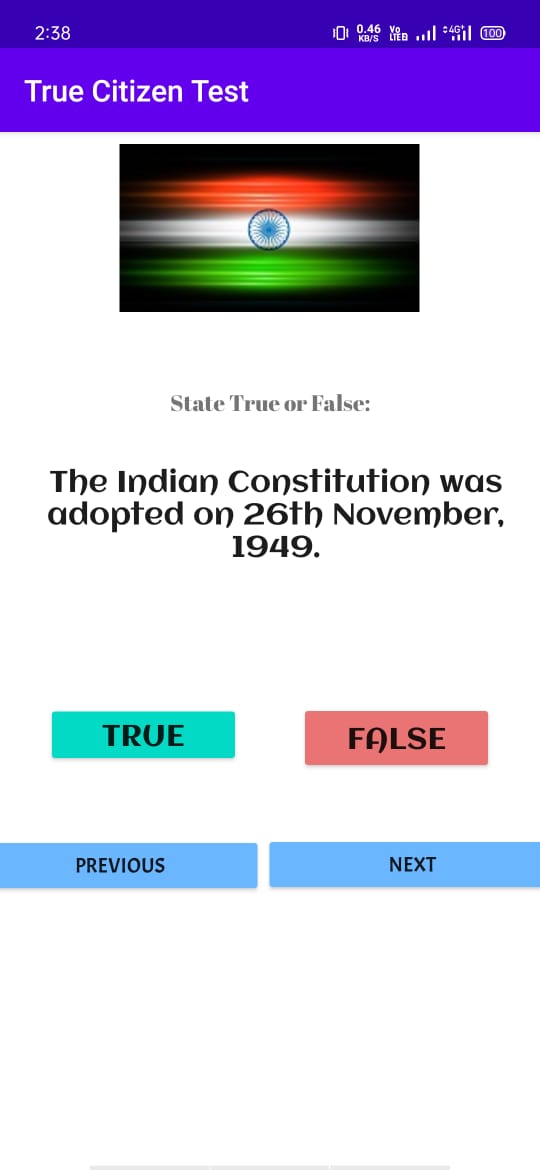 2:38
0.46 KB/S
Vo LTE
4G+
100
True Citizen Test
State True or False:
The Indian Constitution was
adopted on 26th November,
1949.
TRUE
FALSE
PREVIOUS
NEXT